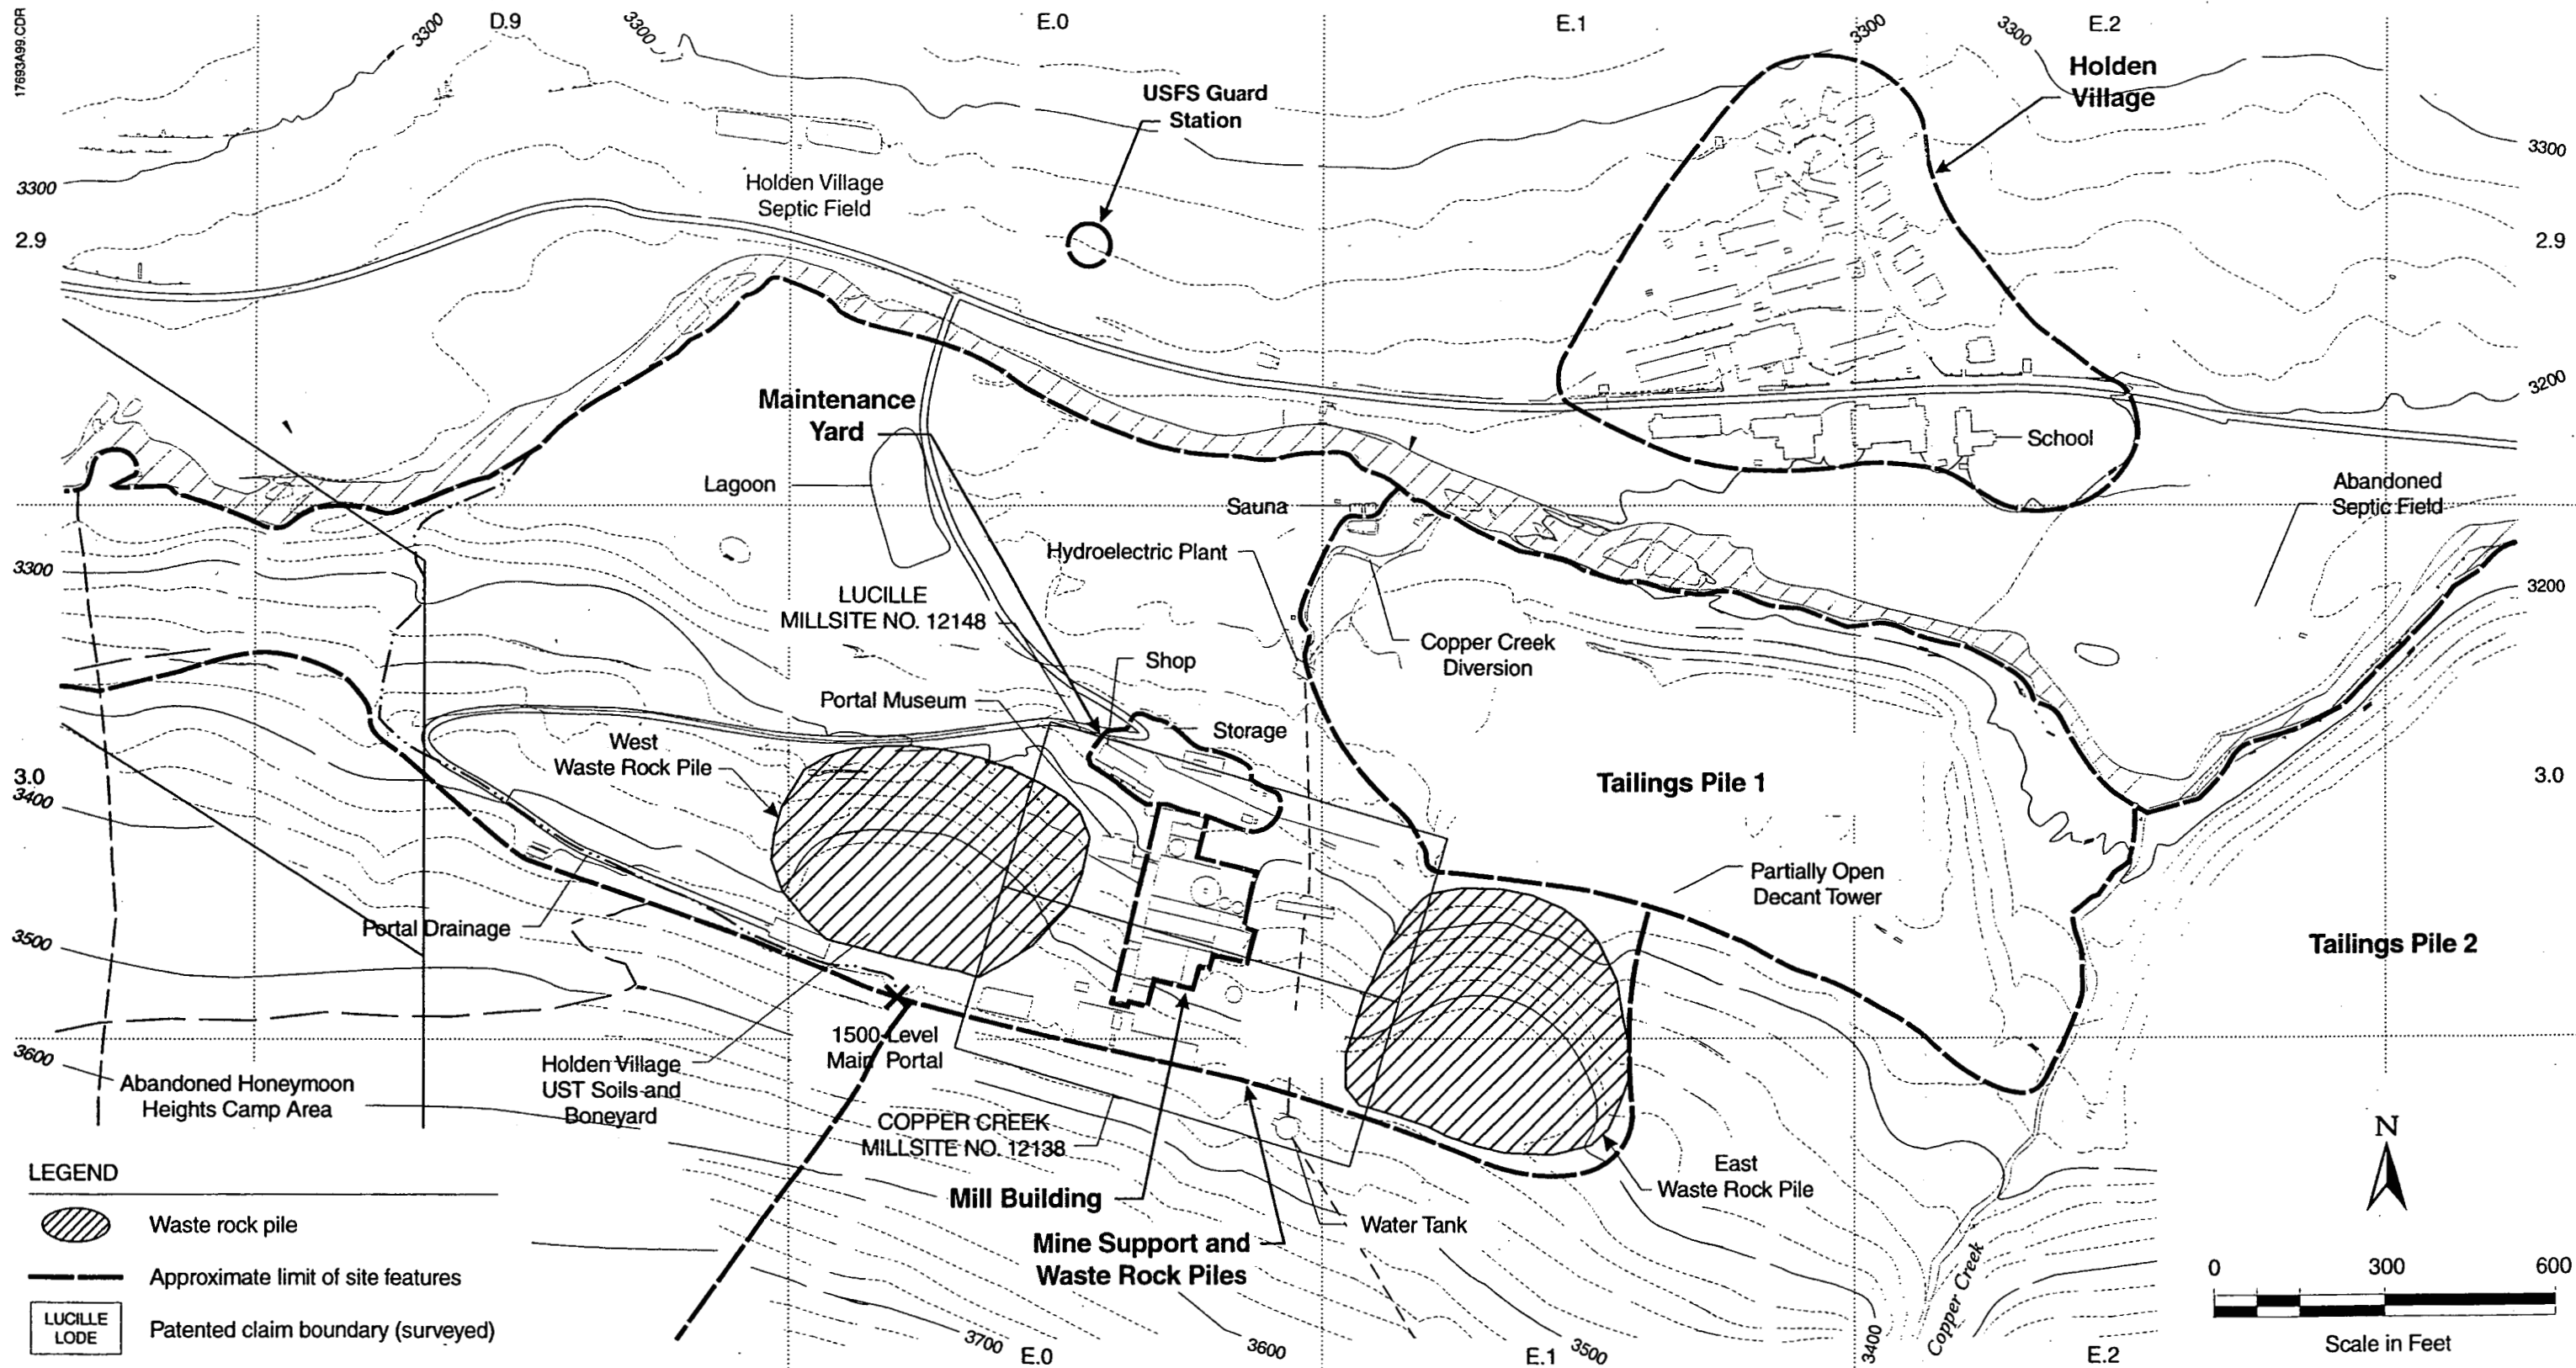 17693A99.CDR
3300
D.9
3300
E.0
E.1
3300
3300
E.2
Holden
Village
USFS Guard
Station
3300
3300
Holden Village
Septic Field
2.9
2.9
3200
Maintenance
Yard
School
Lagoon
Sauna
Abandoned
Septic Field
Hydroelectric Plant
3300
3200
LUCILLE
MILLSITE NO. 12148
Copper Creek
Diversion
Shop
Portal Museum
Storage
West
Waste Rock Pile
3.0
3400
Tailings Pile 1
3.0
Partially Open
Decant Tower
Portal Drainage
3500
Tailings Pile 2
1500 Level
Main Portal
3600
Holden Village
UST Soils and
Boneyard
Abandoned Honeymoon
Heights Camp Area
COPPER CREEK
MILLSITE NO. 12138
East
Waste Rock Pile
Mill Building
Water Tank
Mine Support and
Waste Rock Piles
LEGEND
Waste rock pile
Approximate limit of site features
LUCILLE
LODE
Patented claim boundary (surveyed)
N
0 300 600
Scale in Feet
Copper Creek
3700
E.0
3600
E.1
3500
3400
E.2